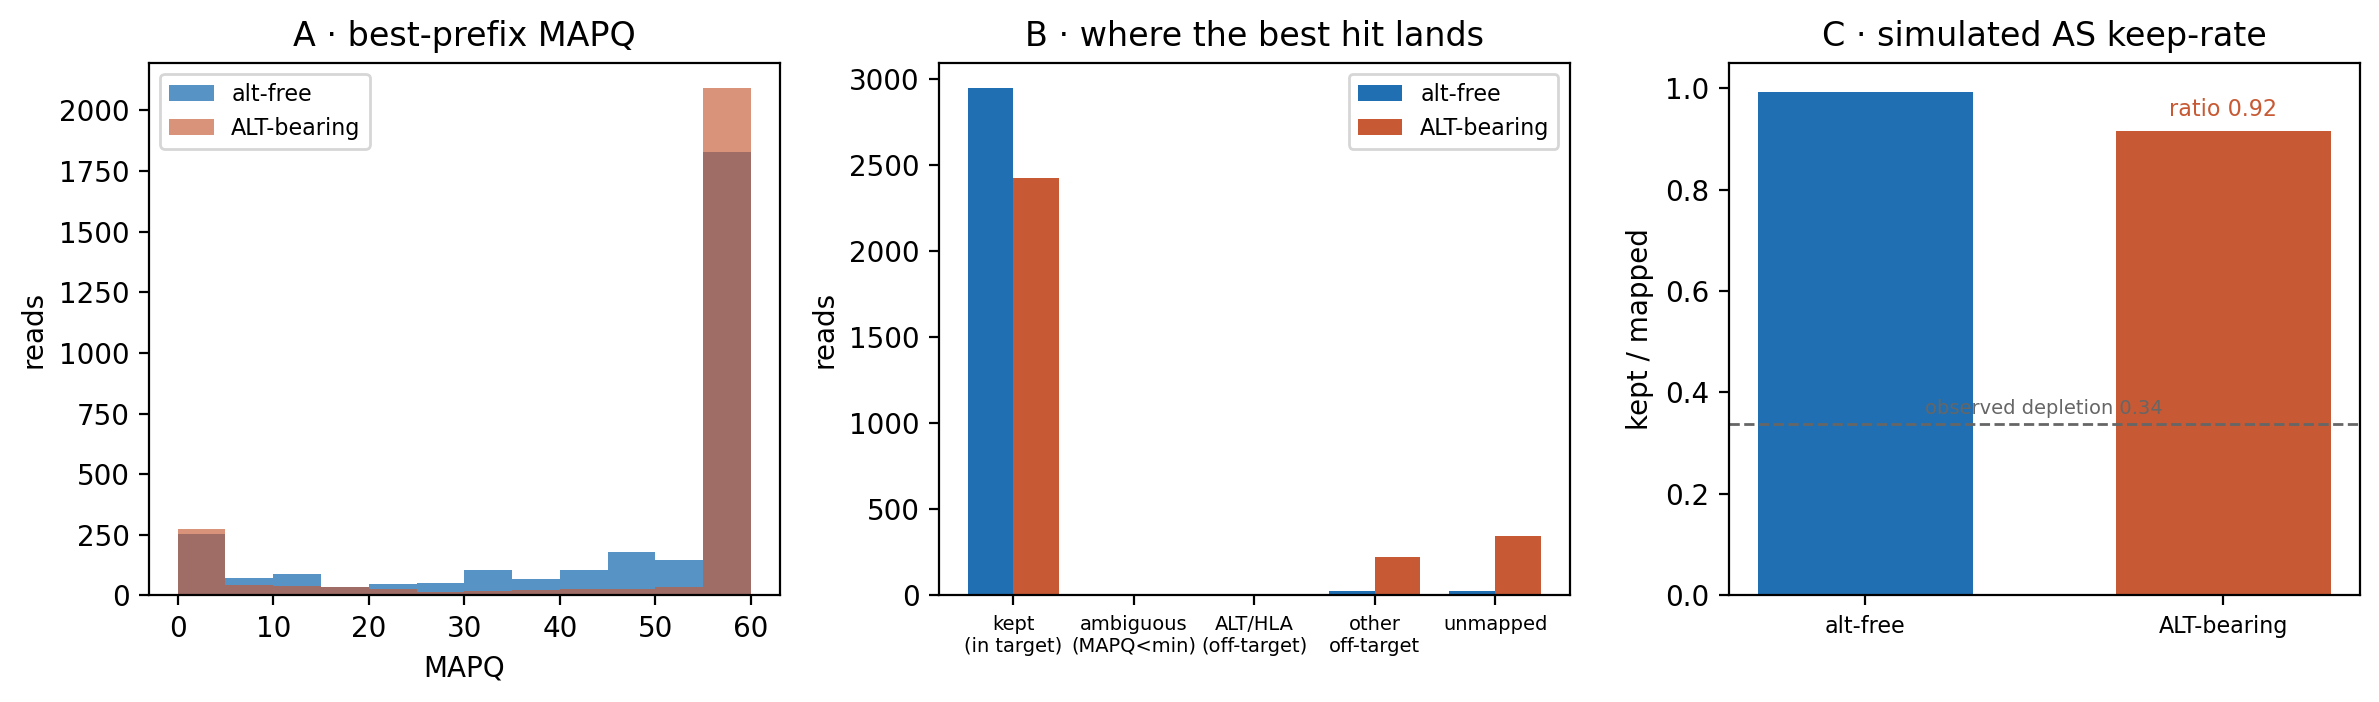 A · best-prefix MAPQ
alt-free
ALT-bearing
2000
1750
1500
1250
1000
750
500
250
0
reads
0 10 20 30 40 50 60
MAPQ
B · where the best hit lands
alt-free
ALT-bearing
3000
2500
2000
1500
1000
500
0
reads
kept
(in target)
ambiguous
(MAPQ<min)
ALT/HLA
(off-target)
other
off-target
unmapped
C · simulated AS keep-rate
ratio 0.92
observed depletion 0.34
1.0
0.8
0.6
0.4
0.2
0.0
kept / mapped
alt-free
ALT-bearing